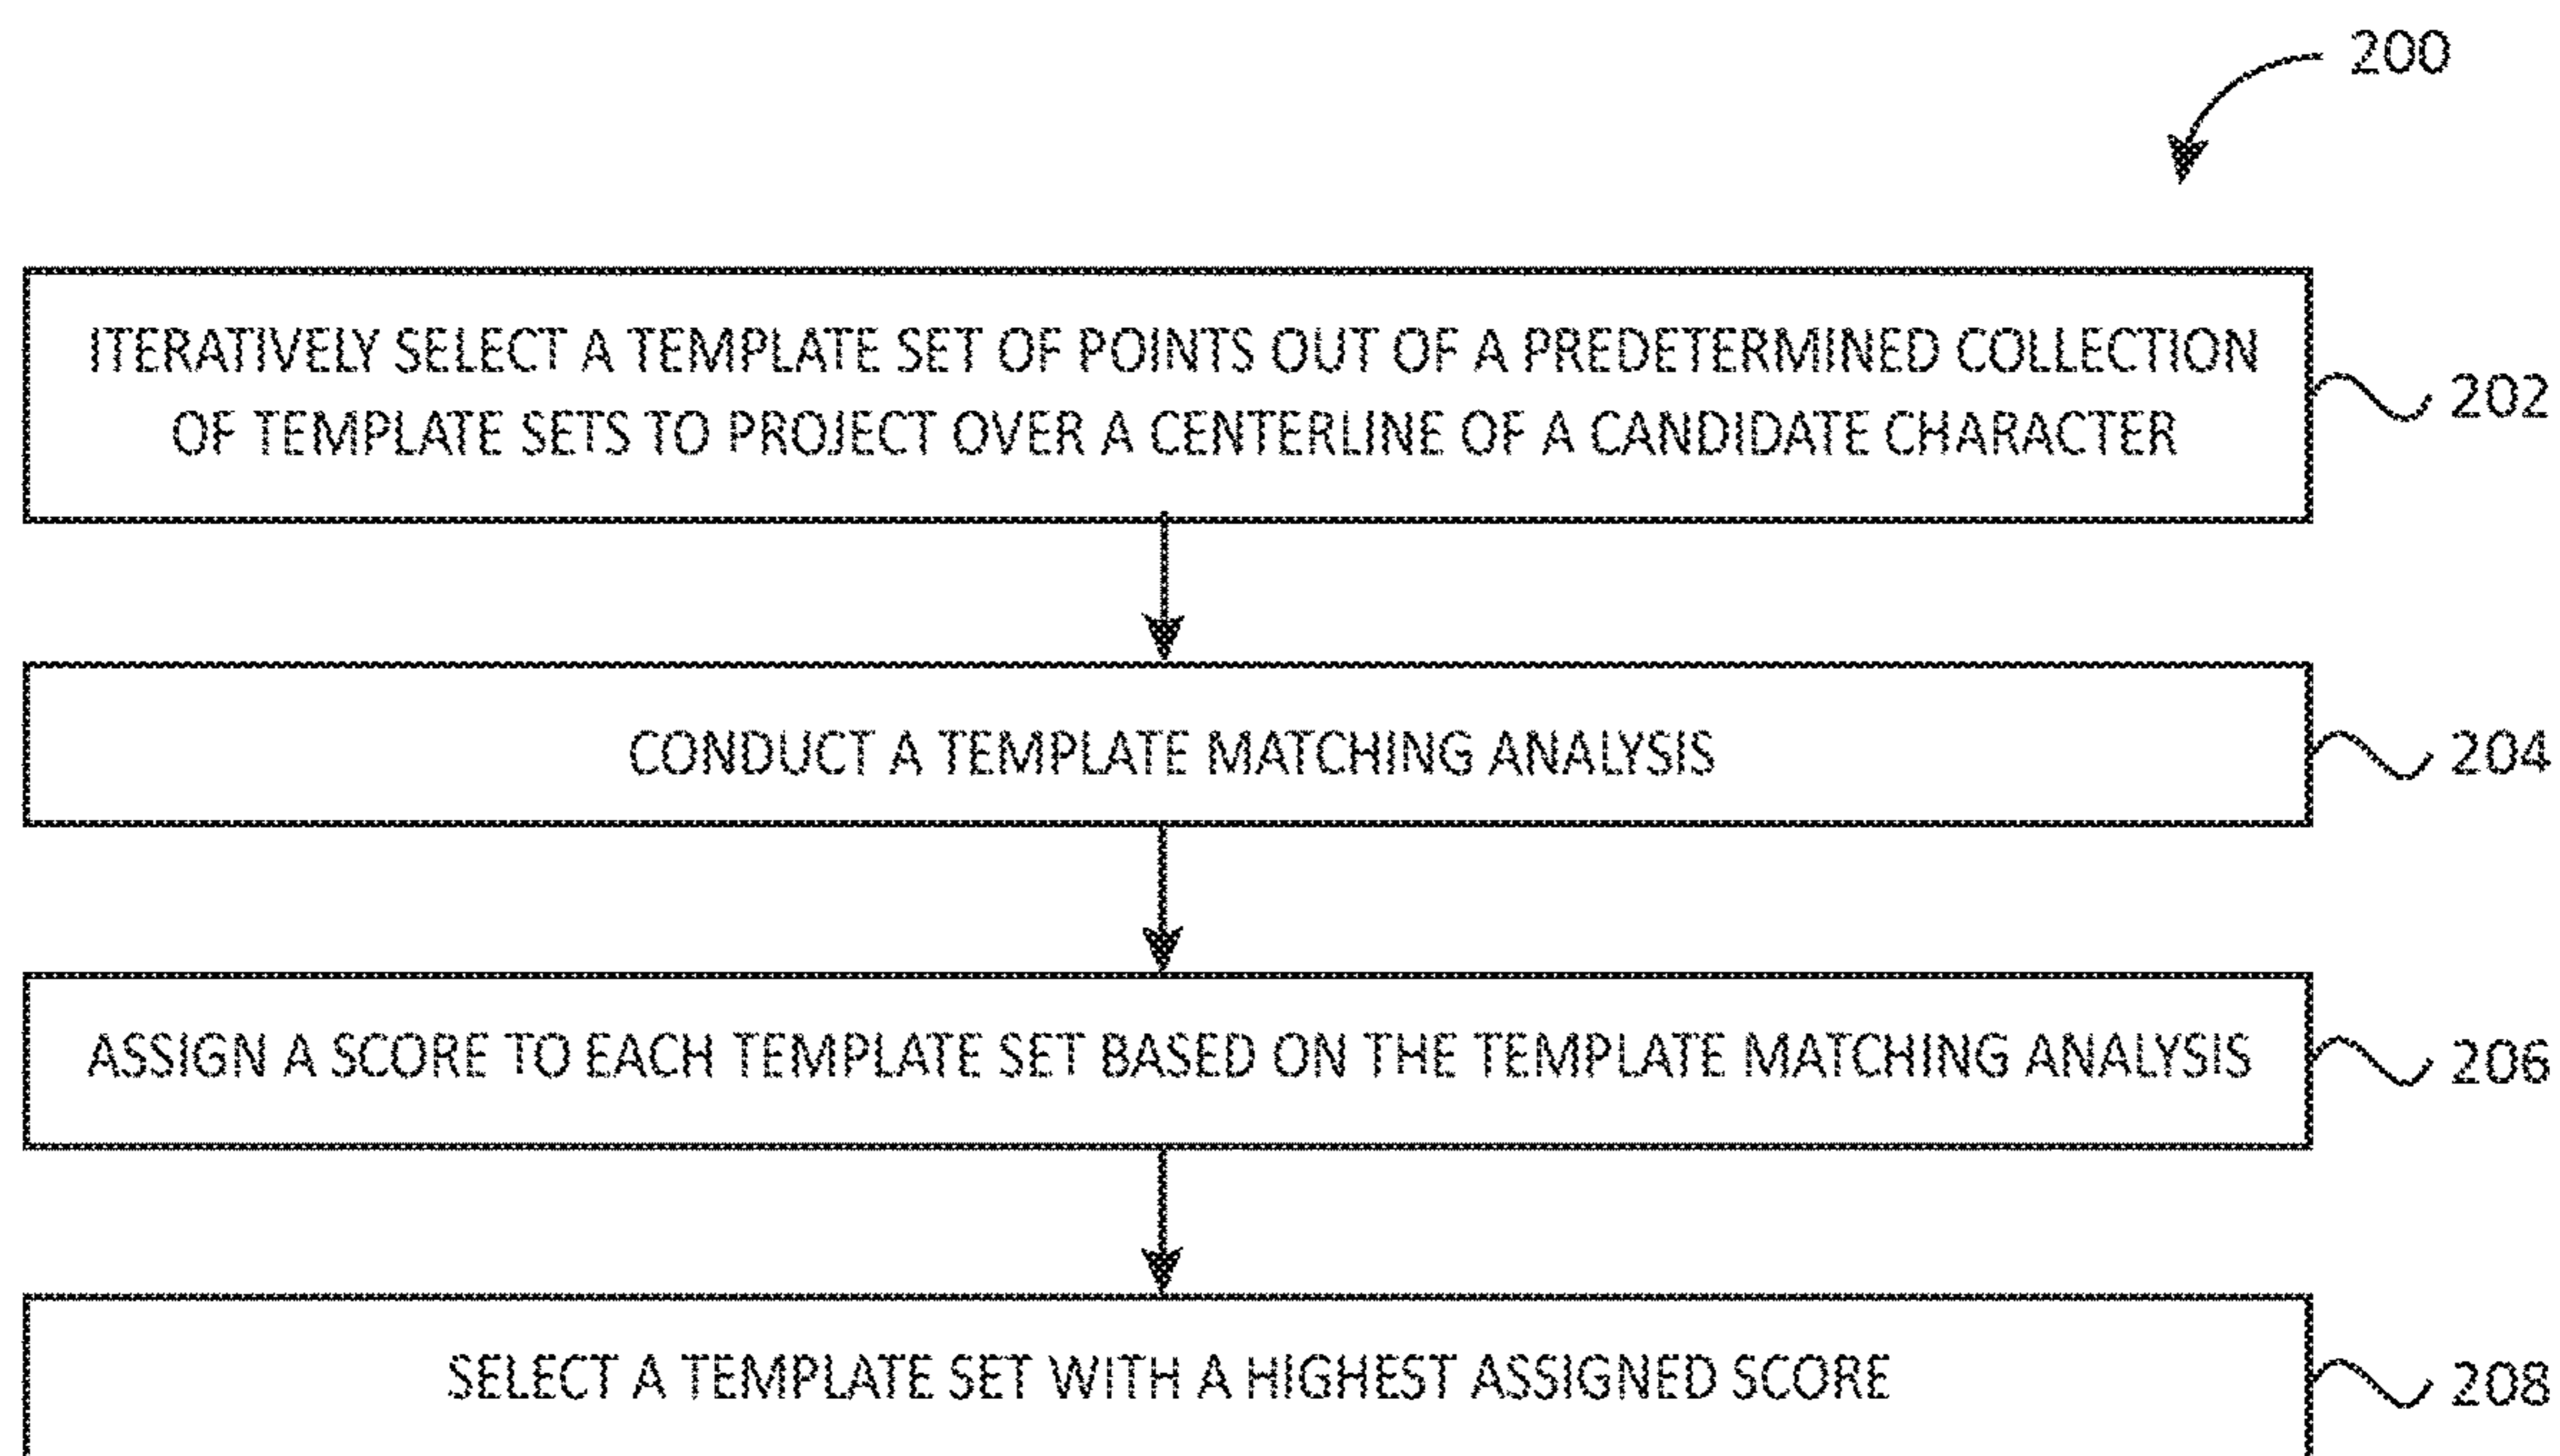 200
ITERATIVELY SELECT A TEMPLATE SET OF POINTS OUT OF A PREDETERMINED COLLECTION
OF TEMPLATE SETS TO PROJECT OVER A CENTERLINE OF A CANDIDATE CHARACTER
202
CONDUCT A TEMPLATE MATCHING ANALYSIS
204
ASSIGN A SCORE TO EACH TEMPLATE SET BASED ON THE TEMPLATE MATCHING ANALYSIS
206
SELECT A TEMPLATE SET WITH A HIGHEST ASSIGNED SCORE
208